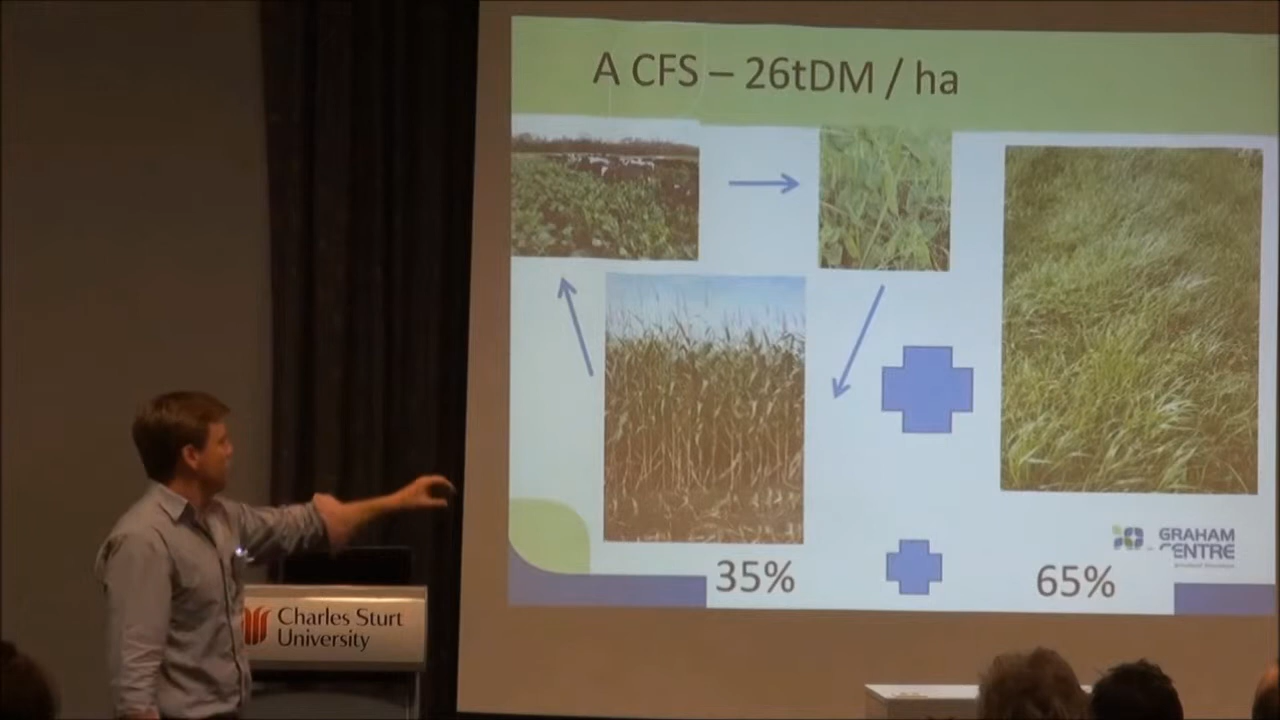 A CFS – 26tDM / ha
35%
65%
GRAHAM
CENTRE
Charles Sturt
University